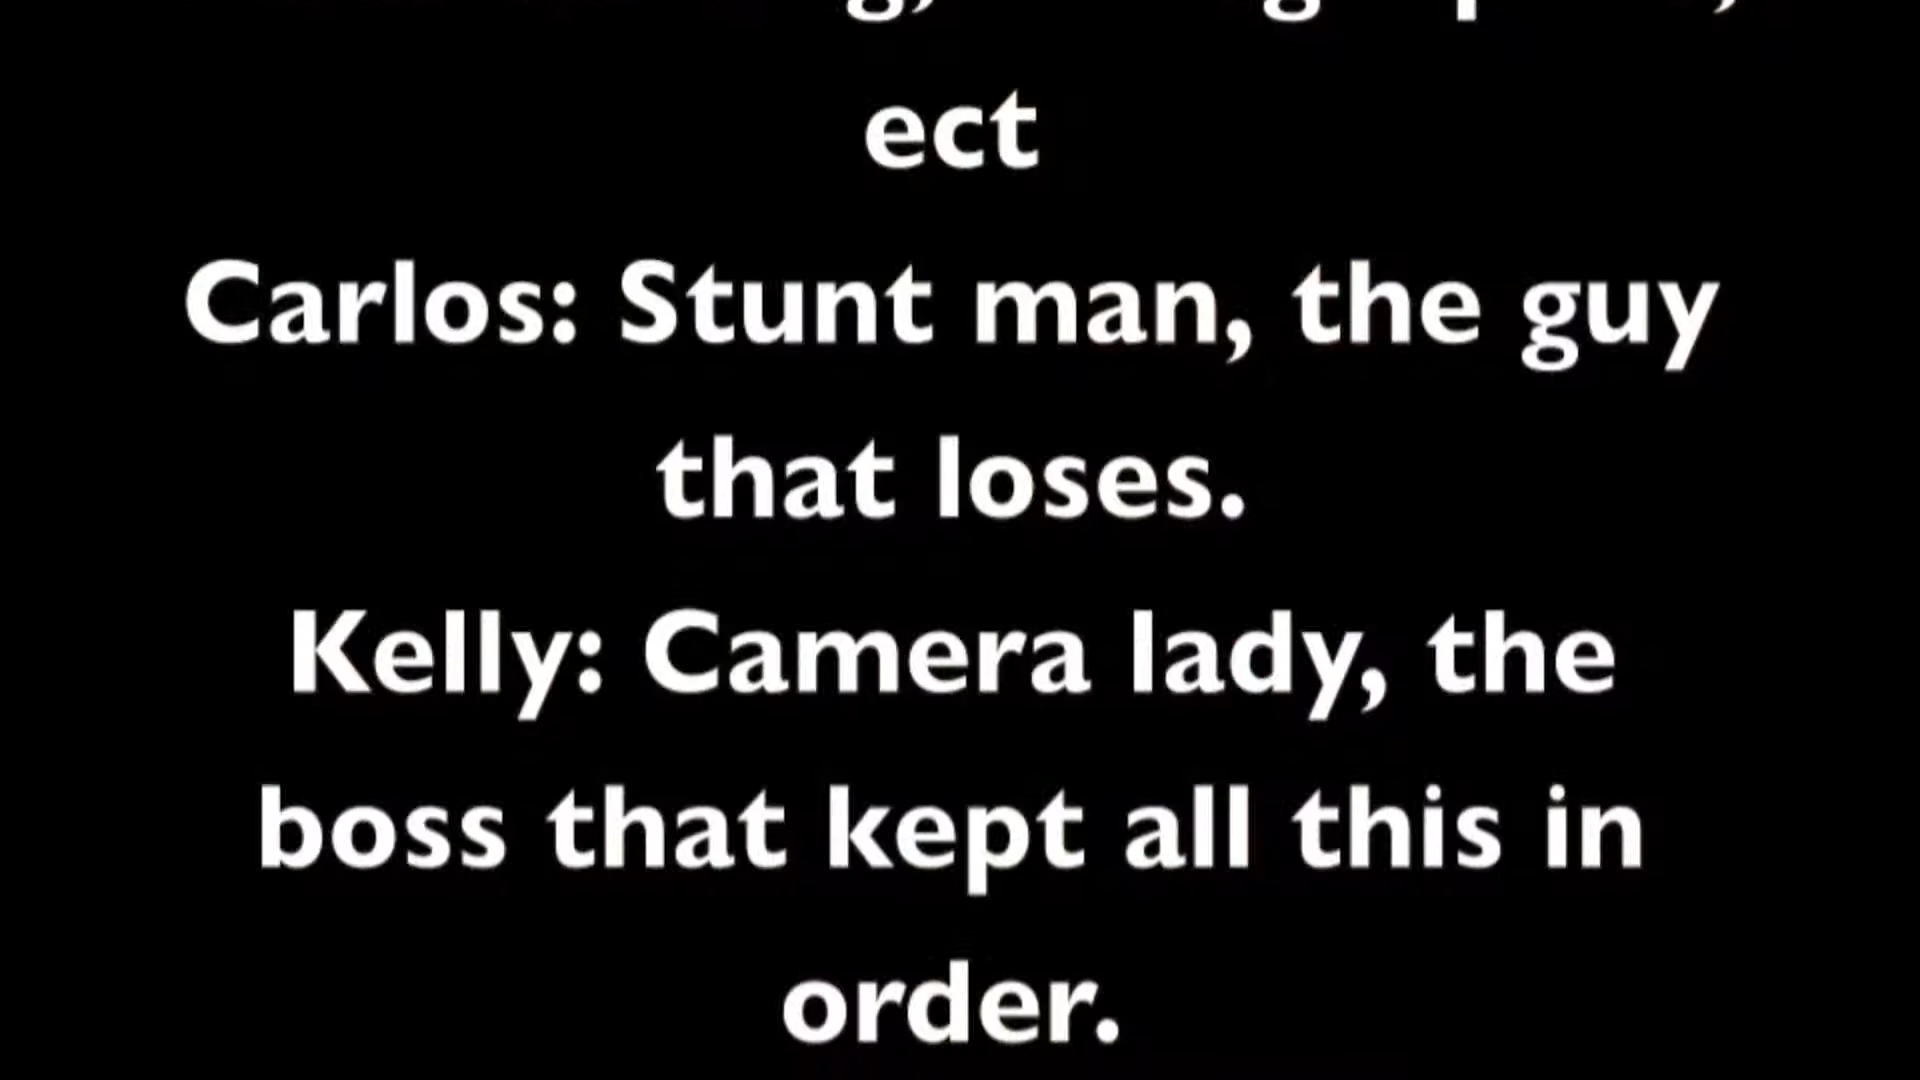 ect
Carlos: Stunt man, the guy
that loses.
Kelly: Camera lady, the
boss that kept all this in
order.